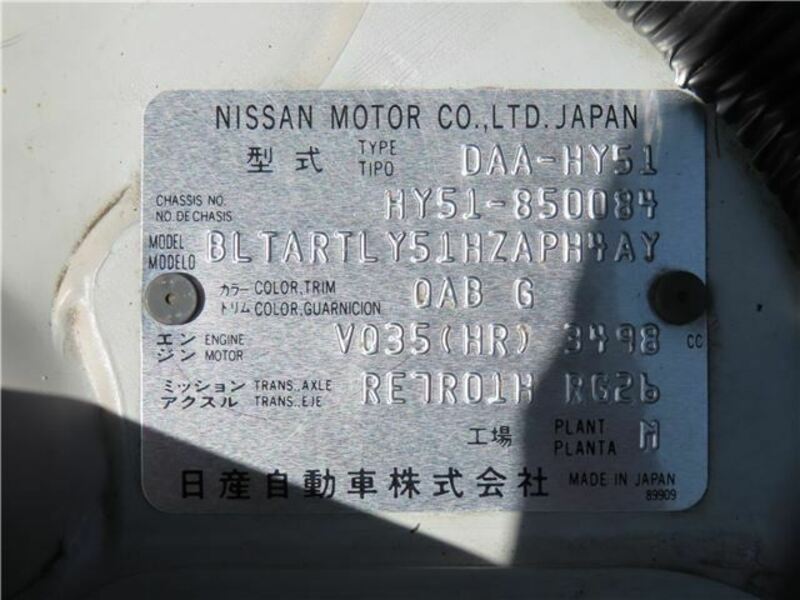 NISSAN MOTOR CO.,LTD. JAPAN
型式 TYPE TIPO DAA-HY51
CHASSIS NO. NO. DE CHASIS HY51-850084
MODEL MODELO BLTARTLY51HZAPH4AY
カラー COLOR,TRIM トリム COLOR,GUARNICION QAB G
エンジン ENGINE MOTOR VQ35(HR) 3498 CC
ミッション TRANS.,AXLE アクスル TRANS.,EJE RE7R01H RG26
工場 PLANT PLANTA M
日産自動車株式会社 MADE IN JAPAN
89909